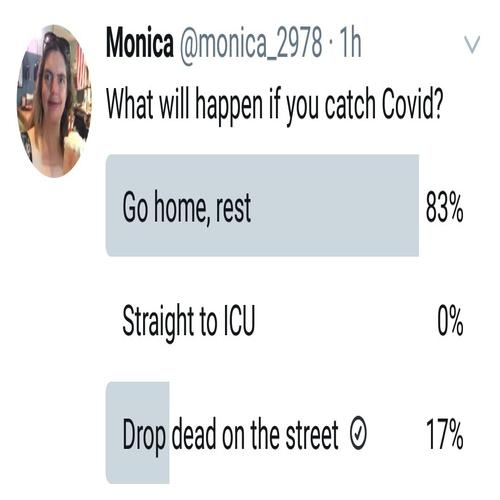 Monica @monica_2978 · 1h
What will happen if you catch Covid?
Go home, rest 83%
Straight to ICU 0%
Drop dead on the street 17%